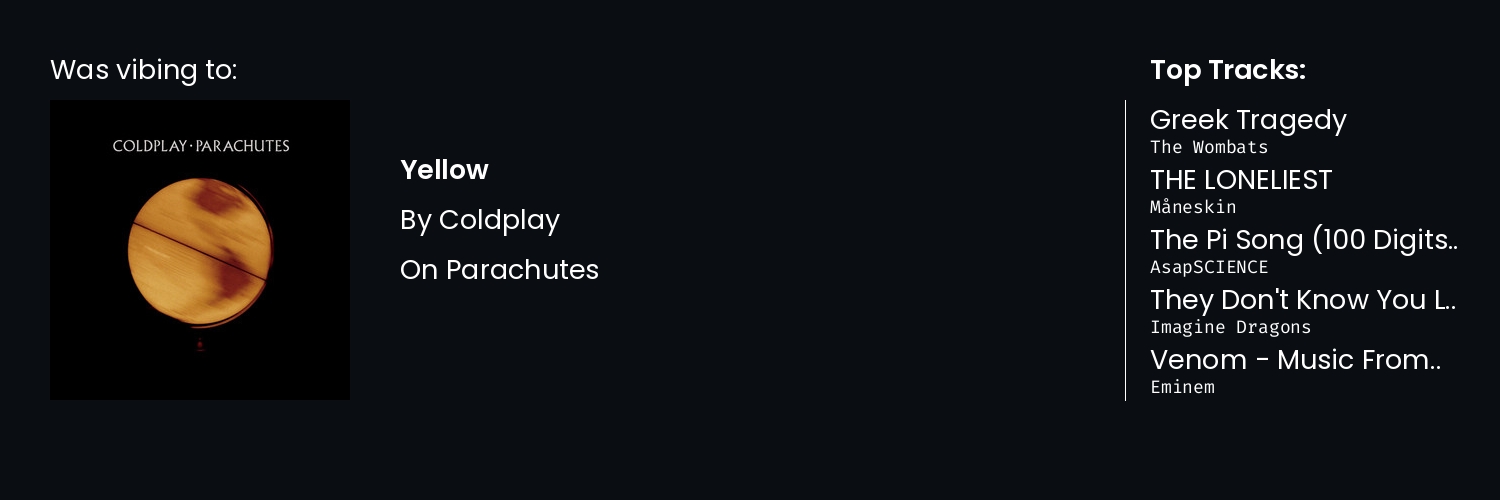 Was vibing to:
COLDPLAY·PARACHUTES
Yellow
By Coldplay
On Parachutes
Top Tracks:
Greek Tragedy
The Wombats
THE LONELIEST
Måneskin
The Pi Song (100 Digits..
AsapSCIENCE
They Don't Know You L..
Imagine Dragons
Venom - Music From..
Eminem